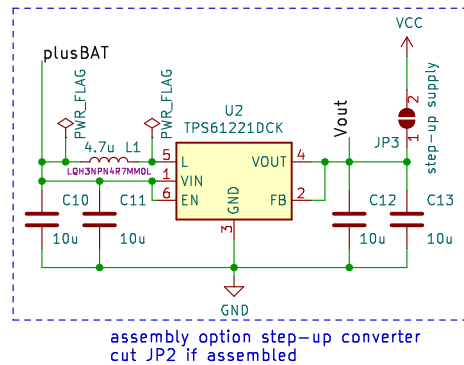 VCC
plusBAT
PWR_FLAG
PWR_FLAG
U2
TPS61221DCK
Vout
2
1
JP3
step-up supply
4.7u L1
LQH3NPN4R7MM0L
5 L
1 VIN
6 EN
VOUT 4
FB 2
GND
3
C10
10u
C11
10u
C12
10u
C13
10u
GND
assembly option step-up converter
cut JP2 if assembled